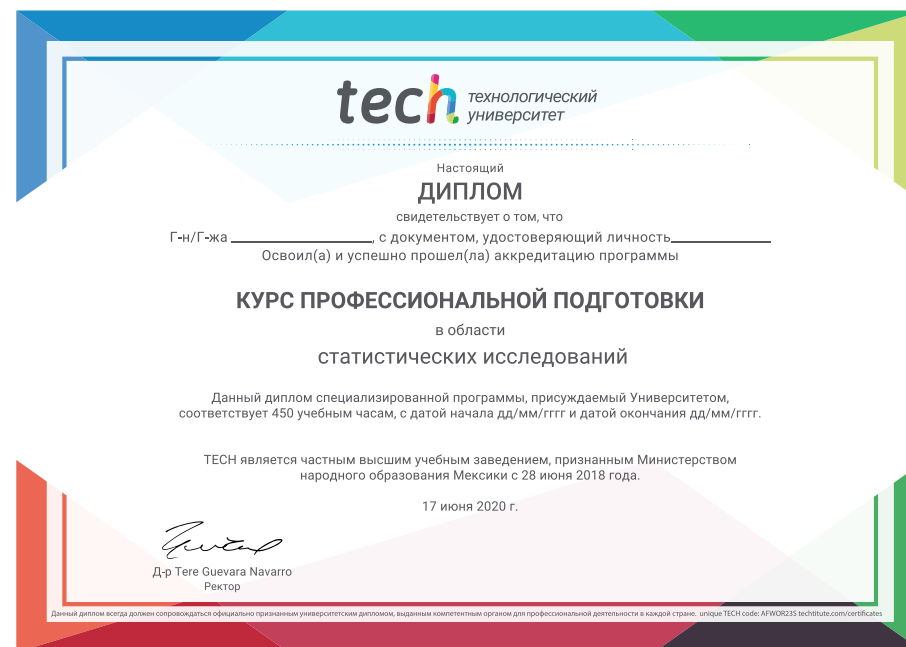 tech технологический
университет
Настоящий
ДИПЛОМ
свидетельствует о том, что
Г-н/Г-жа , с документом, удостоверяющий личность
Освоил(а) и успешно прошел(ла) аккредитацию программы
КУРС ПРОФЕССИОНАЛЬНОЙ ПОДГОТОВКИ
в области
статистических исследований
Данный диплом специализированной программы, присуждаемый Университетом,
соответствует 450 учебным часам, с датой начала дд/мм/гггг и датой окончания дд/мм/гггг.
TECH является частным высшим учебным заведением, признанным Министерством
народного образования Мексики с 28 июня 2018 года.
17 июня 2020 г.
Д-р Tere Guevara Navarro
Ректор
Данный диплом всегда должен сопровождаться официально признанным университетским дипломом, выданным компетентным органом для профессиональной деятельности в каждой стране. unique TECH code: AFWOR23S techtitute.com/certificates